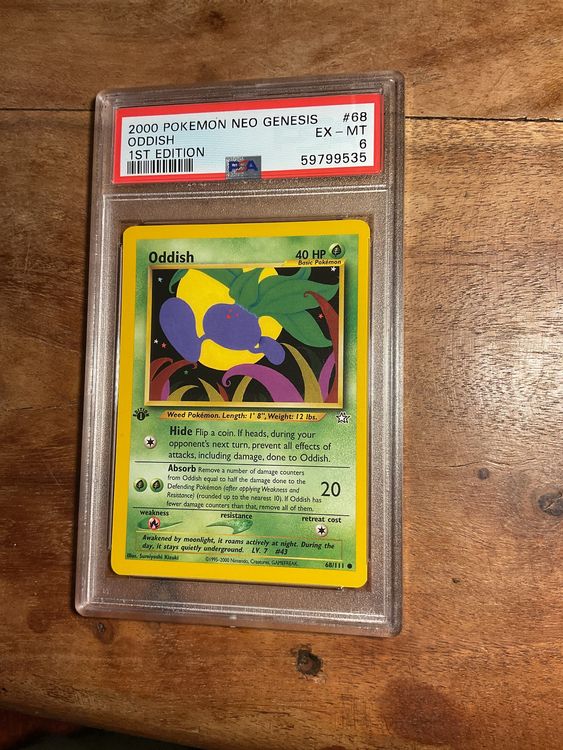 2000 POKEMON NEO GENESIS #68
ODDISH EX - MT
1ST EDITION 6
PSA 59799535
Oddish 40 HP
Basic Pokémon
Weed Pokémon. Length: 1' 8", Weight: 12 lbs.
Hide Flip a coin. If heads, during your
opponent's next turn, prevent all effects of
attacks, including damage, done to Oddish.
Absorb Remove a number of damage counters
from Oddish equal to half the damage done to the
Defending Pokémon (after applying Weakness and
Resistance) (rounded up to the nearest 10). If Oddish has
fewer damage counters than that, remove all of them.
20
weakness resistance retreat cost
Awakened by moonlight, it roams actively at night. During the
day, it stays quietly underground. LV. 7 #43
Illus. Sumiyoshi Kizuki ©1995-2000 Nintendo, Creatures, GAMEFREAK. 68/111